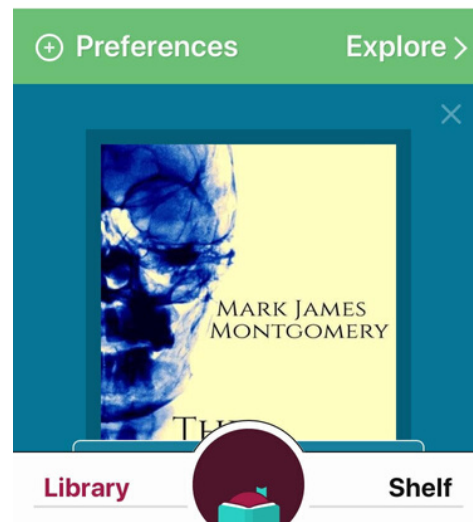 Preferences
Explore >
MARK JAMES
MONTGOMERY
Library
Shelf